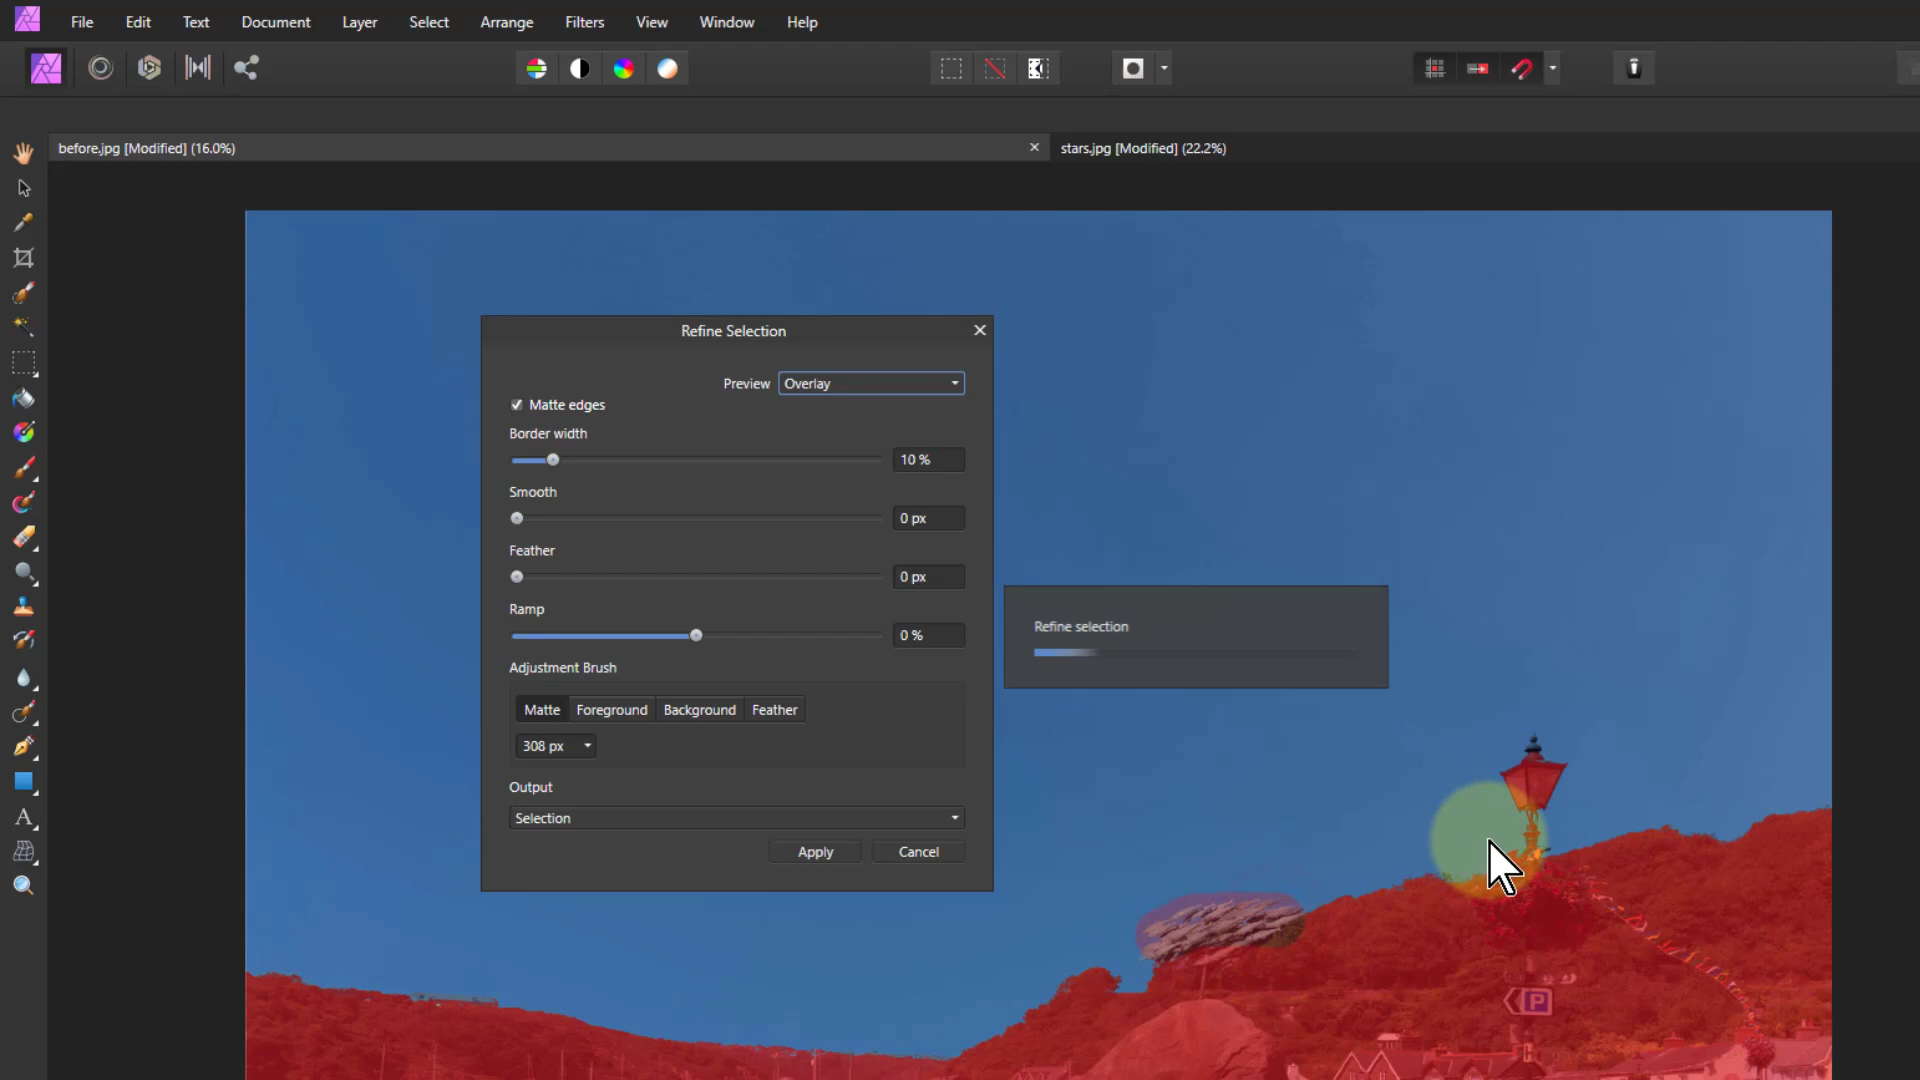 File Edit Text Document Layer Select Arrange Filters View Window Help
before.jpg [Modified] (16.0%)
stars.jpg [Modified] (22.2%)
Refine Selection
Preview Overlay
Matte edges
Border width
10 %
Smooth
0 px
Feather
0 px
Ramp
0 %
Adjustment Brush
Matte Foreground Background Feather
308 px
Output
Selection
Apply Cancel
Refine selection
P